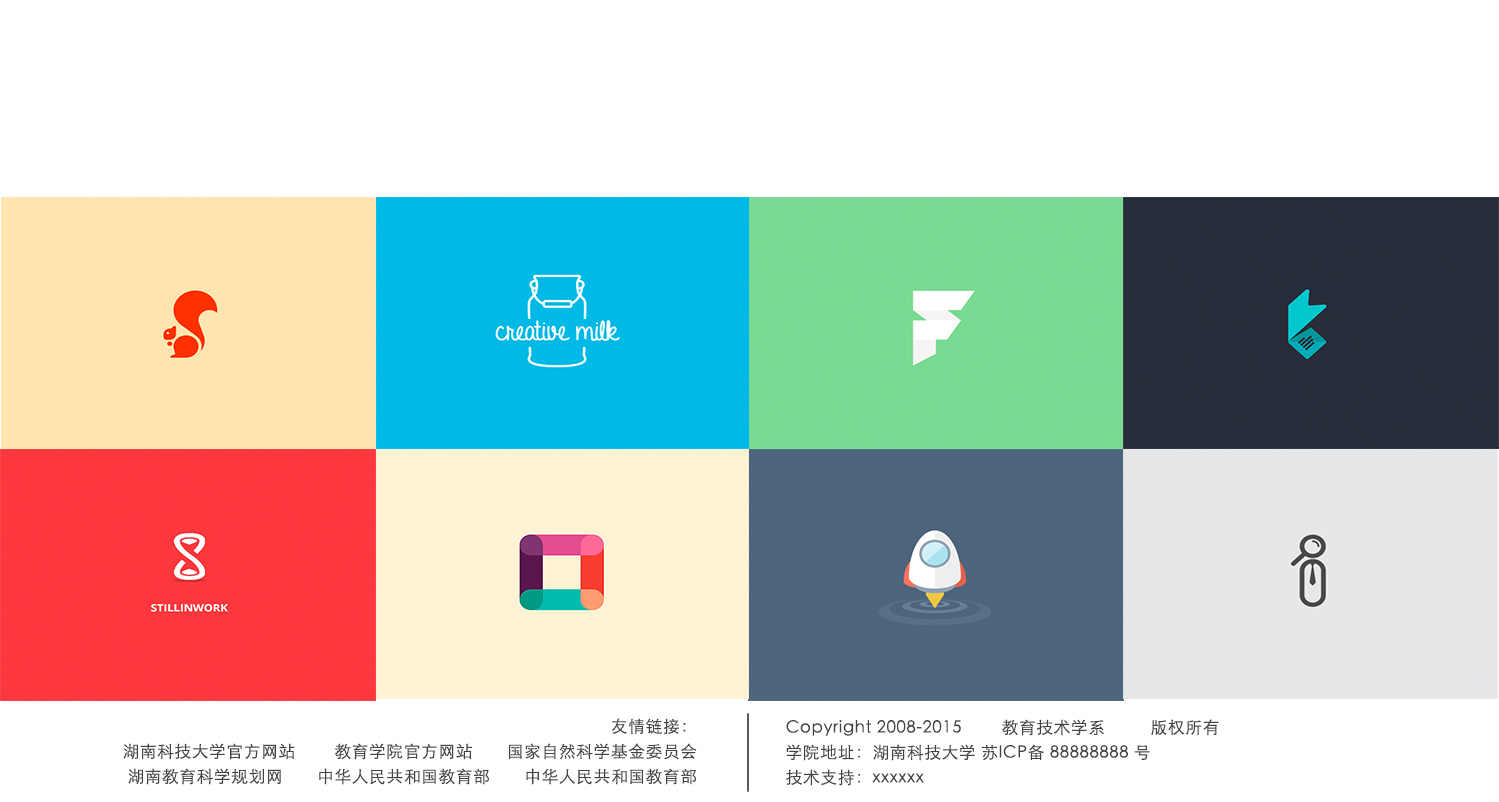 creative milk
STILLINWORK
友情链接：
湖南科技大学官方网站 教育学院官方网站 国家自然科学基金委员会
湖南教育科学规划网 中华人民共和国教育部 中华人民共和国教育部
Copyright 2008-2015 教育技术学系 版权所有
学院地址：湖南科技大学 苏ICP备 88888888 号
技术支持：xxxxxx